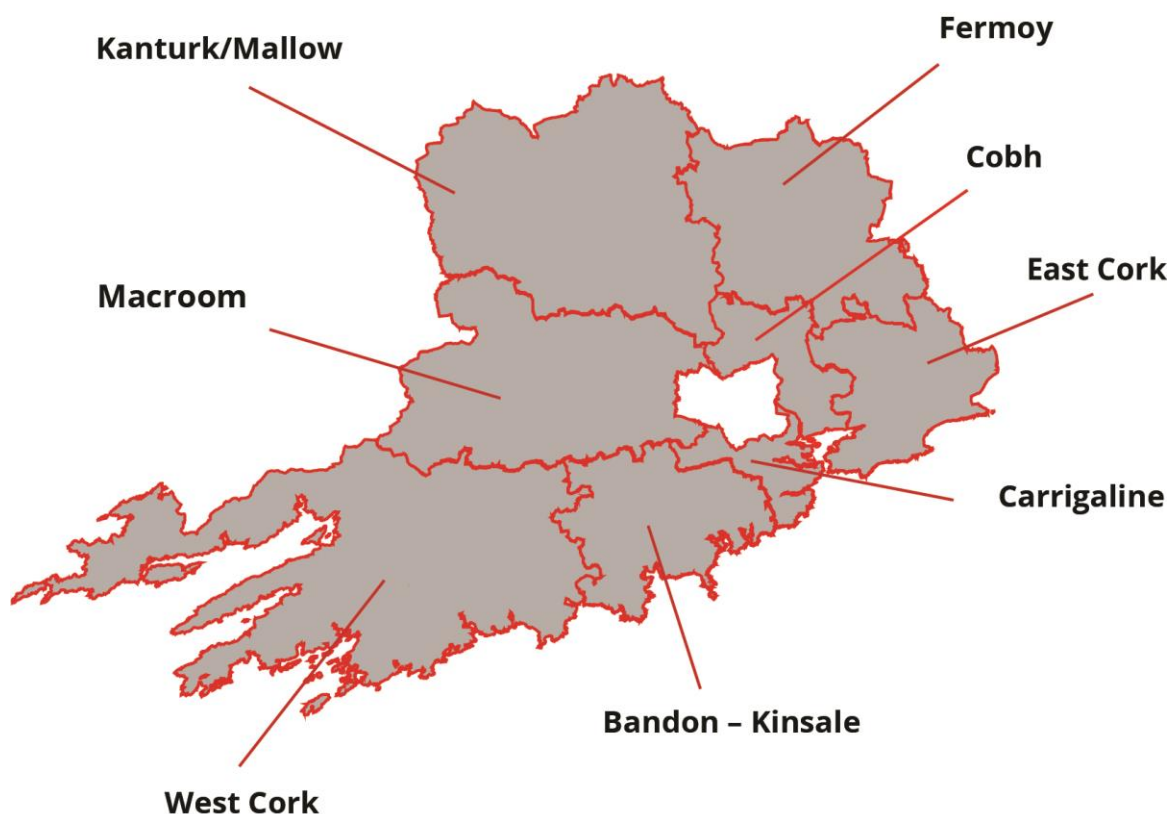 Fermoy
Kanturk/Mallow
Cobh
East Cork
Macroom
Carrigaline
Bandon – Kinsale
West Cork